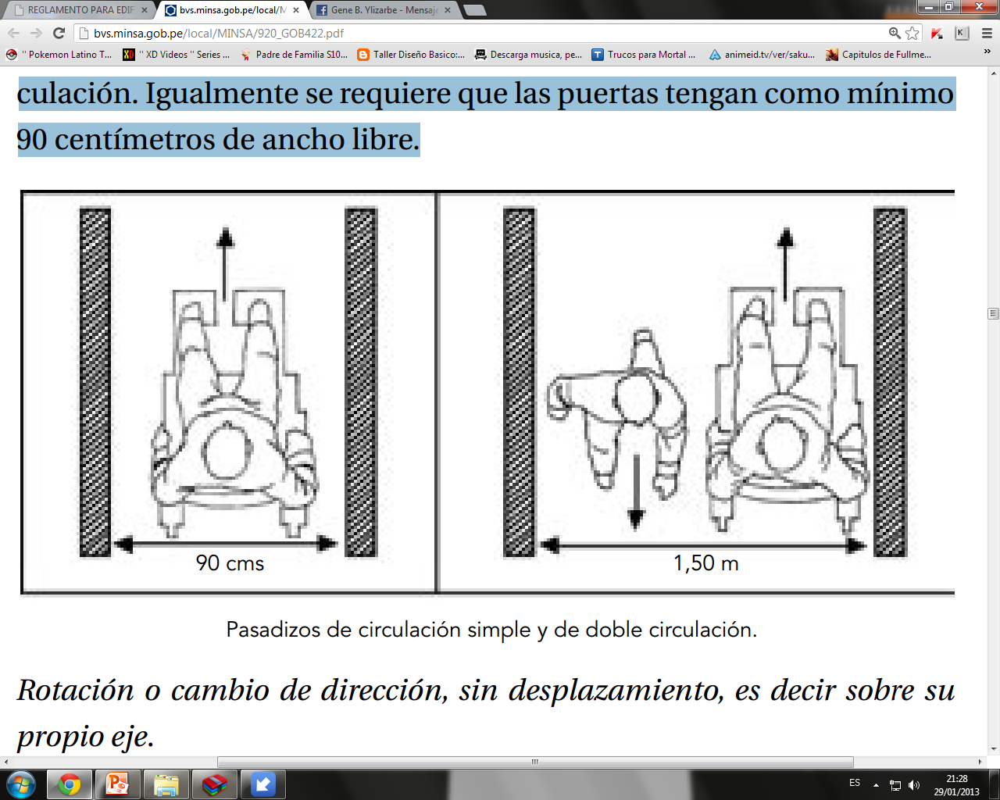 REGLAMENTO PARA EDIF
bvs.minsa.gob.pe/local/M
Gene B. Ylizarbe - Mensaje
bvs.minsa.gob.pe/local/MINSA/920_GOB422.pdf
K
'' Pokemon Latino T...
XD
'' XD Videos '' Series ...
Padre de Familia S10...
Taller Diseño Basico:...
Descarga musica, pe...
T
Trucos para Mortal ...
animeid.tv/ver/saku...
Capitulos de Fullme...
»
culación. Igualmente se requiere que las puertas tengan como mínimo
90 centímetros de ancho libre.
90 cms
1,50 m
Pasadizos de circulación simple y de doble circulación.
Rotación o cambio de dirección, sin desplazamiento, es decir sobre su
propio eje.
ES
21:28
29/01/2013